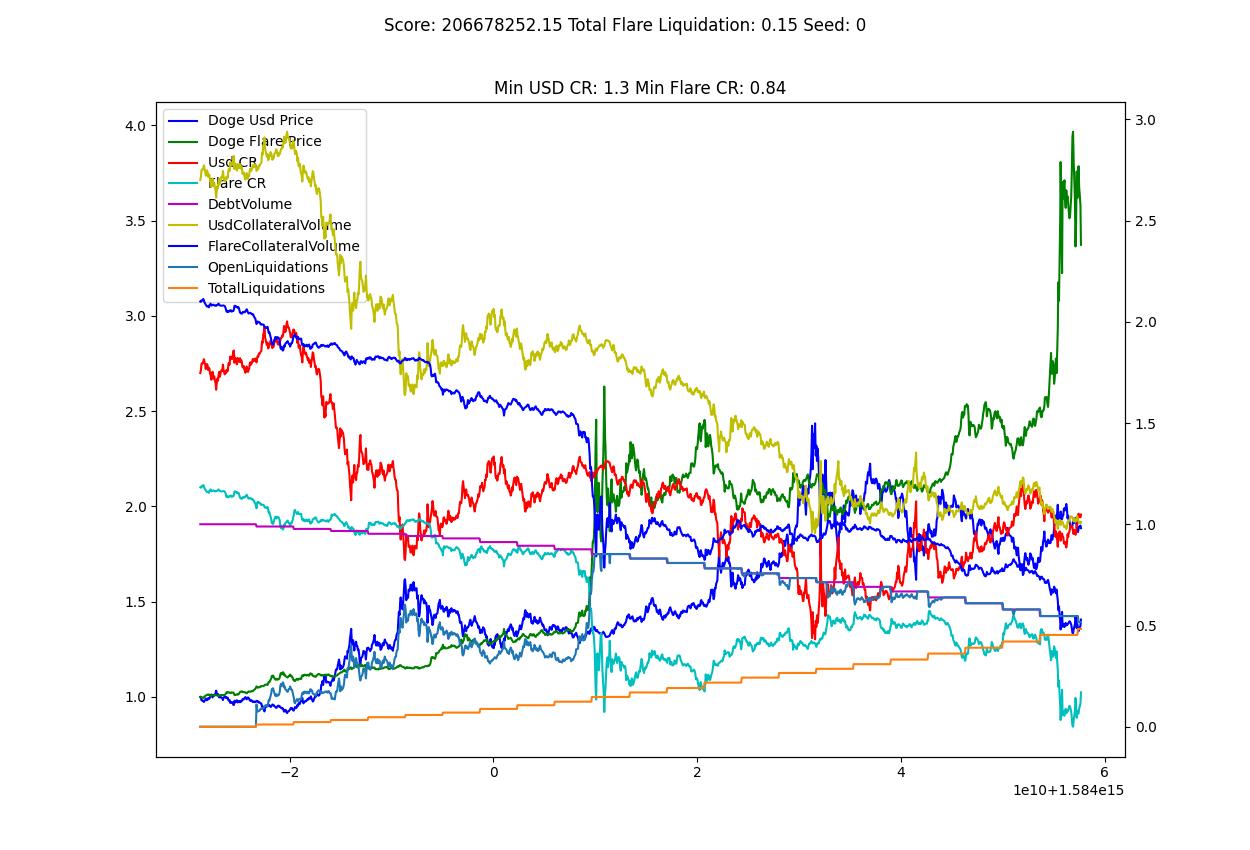 Score: 206678252.15 Total Flare Liquidation: 0.15 Seed: 0
Min USD CR: 1.3 Min Flare CR: 0.84
Doge Usd Price
Doge Flare Price
Usd CR
Flare CR
DebtVolume
UsdCollateralVolume
FlareCollateralVolume
OpenLiquidations
TotalLiquidations
4.0
3.5
3.0
2.5
2.0
1.5
1.0
3.0
2.5
2.0
1.5
1.0
0.5
0.0
−2
0
2
4
6
1e10+1.584e15